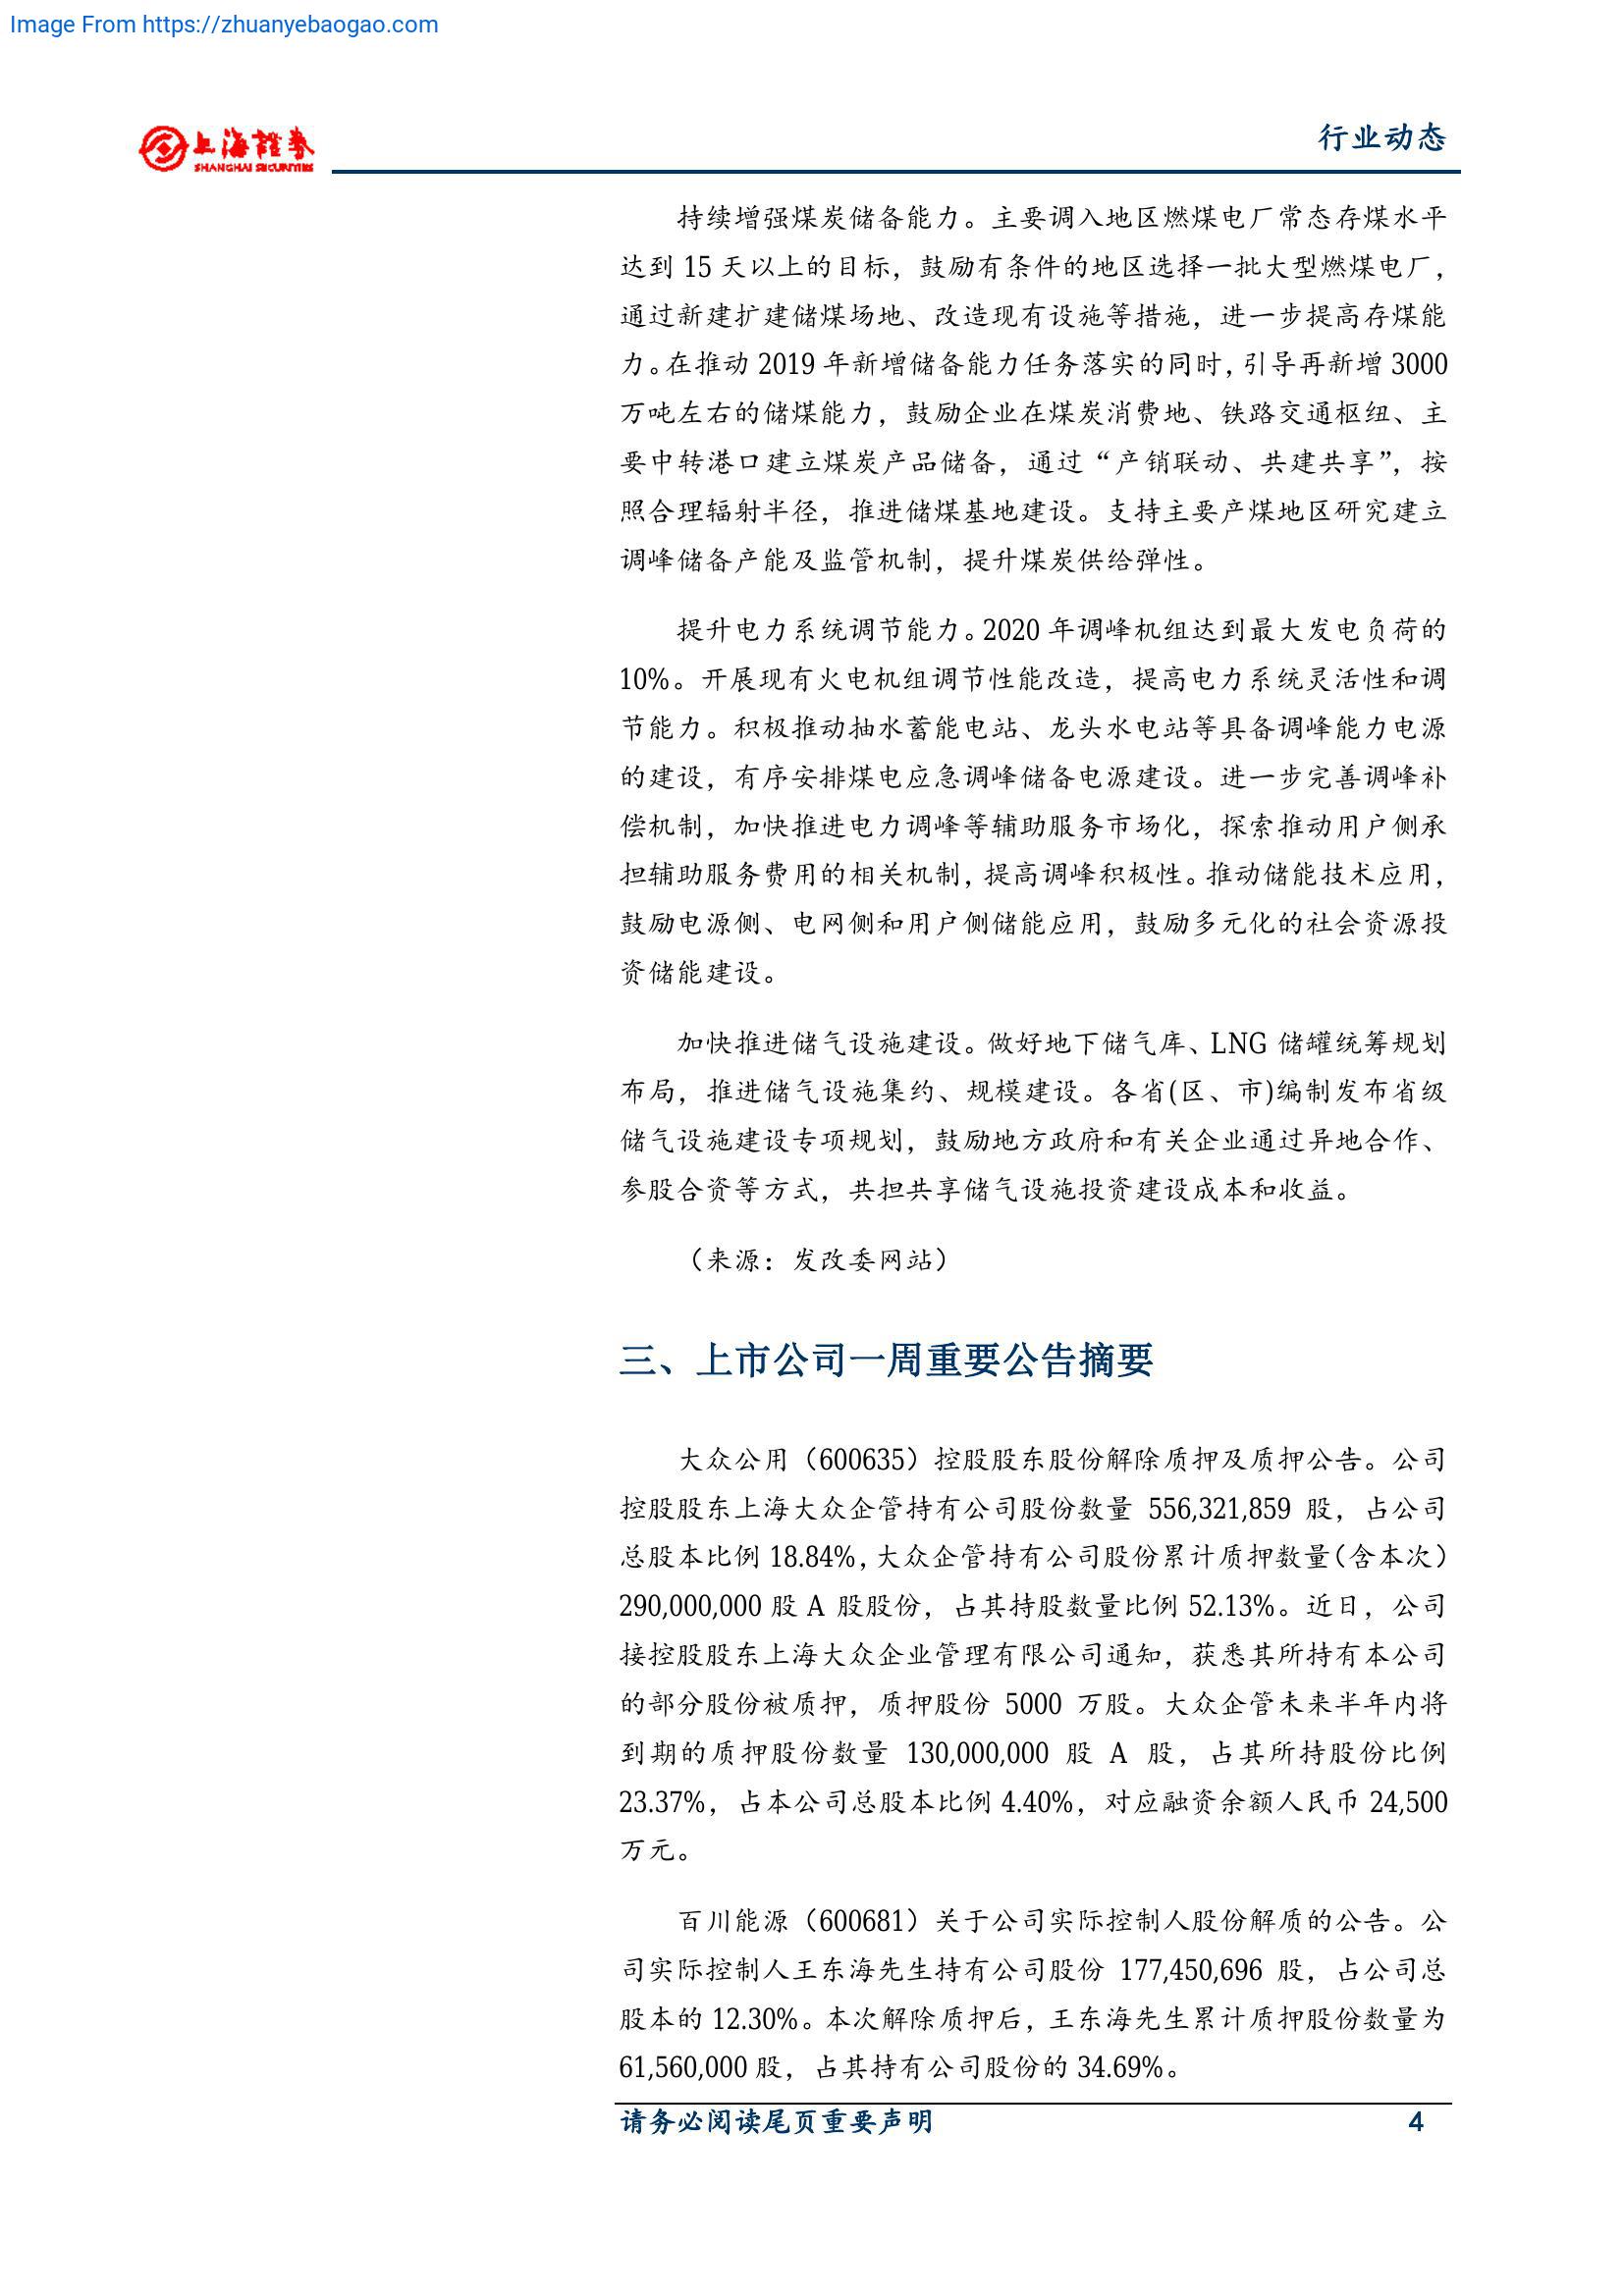 Image From https://zhuanyebaogao.com
上海證券
SHANGHAI SECURITIES
行业动态
持续增强煤炭储备能力。主要调入地区燃煤电厂常态存煤水平
达到 15 天以上的目标，鼓励有条件的地区选择一批大型燃煤电厂，
通过新建扩建储煤场地、改造现有设施等措施，进一步提高存煤能
力。在推动 2019 年新增储备能力任务落实的同时，引导再新增 3000
万吨左右的储煤能力，鼓励企业在煤炭消费地、铁路交通枢纽、主
要中转港口建立煤炭产品储备，通过“产销联动、共建共享”，按
照合理辐射半径，推进储煤基地建设。支持主要产煤地区研究建立
调峰储备产能及监管机制，提升煤炭供给弹性。
提升电力系统调节能力。2020 年调峰机组达到最大发电负荷的
10%。开展现有火电机组调节性能改造，提高电力系统灵活性和调
节能力。积极推动抽水蓄能电站、龙头水电站等具备调峰能力电源
的建设，有序安排煤电应急调峰储备电源建设。进一步完善调峰补
偿机制，加快推进电力调峰等辅助服务市场化，探索推动用户侧承
担辅助服务费用的相关机制，提高调峰积极性。推动储能技术应用，
鼓励电源侧、电网侧和用户侧储能应用，鼓励多元化的社会资源投
资储能建设。
加快推进储气设施建设。做好地下储气库、LNG 储罐统筹规划
布局，推进储气设施集约、规模建设。各省(区、市)编制发布省级
储气设施建设专项规划，鼓励地方政府和有关企业通过异地合作、
参股合资等方式，共担共享储气设施投资建设成本和收益。
（来源：发改委网站）
三、上市公司一周重要公告摘要
大众公用（600635）控股股东股份解除质押及质押公告。公司
控股股东上海大众企管持有公司股份数量 556,321,859 股，占公司
总股本比例 18.84%，大众企管持有公司股份累计质押数量（含本次）
290,000,000 股 A 股股份，占其持股数量比例 52.13%。近日，公司
接控股股东上海大众企业管理有限公司通知，获悉其所持有本公司
的部分股份被质押，质押股份 5000 万股。大众企管未来半年内将
到期的质押股份数量 130,000,000 股 A 股，占其所持股份比例
23.37%，占本公司总股本比例 4.40%，对应融资余额人民币 24,500
万元。
百川能源（600681）关于公司实际控制人股份解质的公告。公
司实际控制人王东海先生持有公司股份 177,450,696 股，占公司总
股本的 12.30%。本次解除质押后，王东海先生累计质押股份数量为
61,560,000 股，占其持有公司股份的 34.69%。
请务必阅读尾页重要声明 4